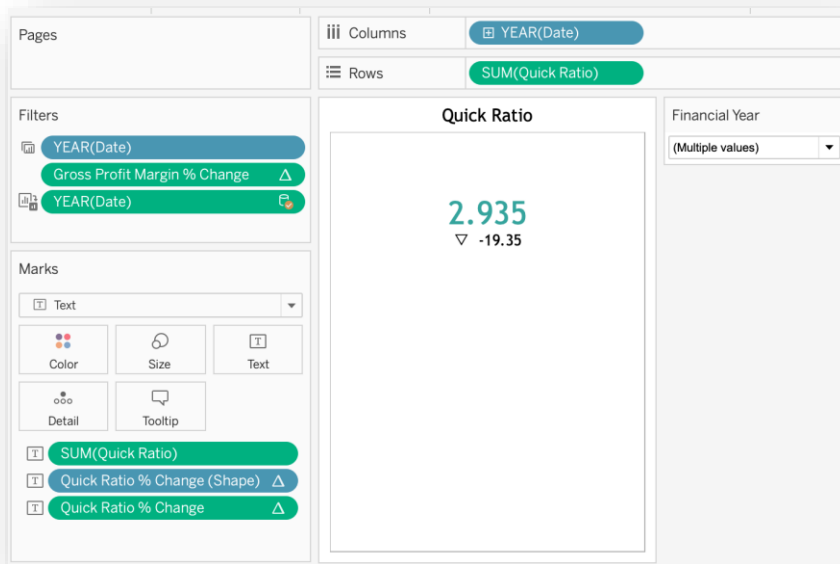 Pages
Columns
YEAR(Date)
Rows
SUM(Quick Ratio)
Filters
YEAR(Date)
Gross Profit Margin % Change
YEAR(Date)
Marks
T Text
Color
Size
T
Text
Detail
Tooltip
T SUM(Quick Ratio)
T Quick Ratio % Change (Shape)
T Quick Ratio % Change
Quick Ratio
2.935
▽ -19.35
Financial Year
(Multiple values)